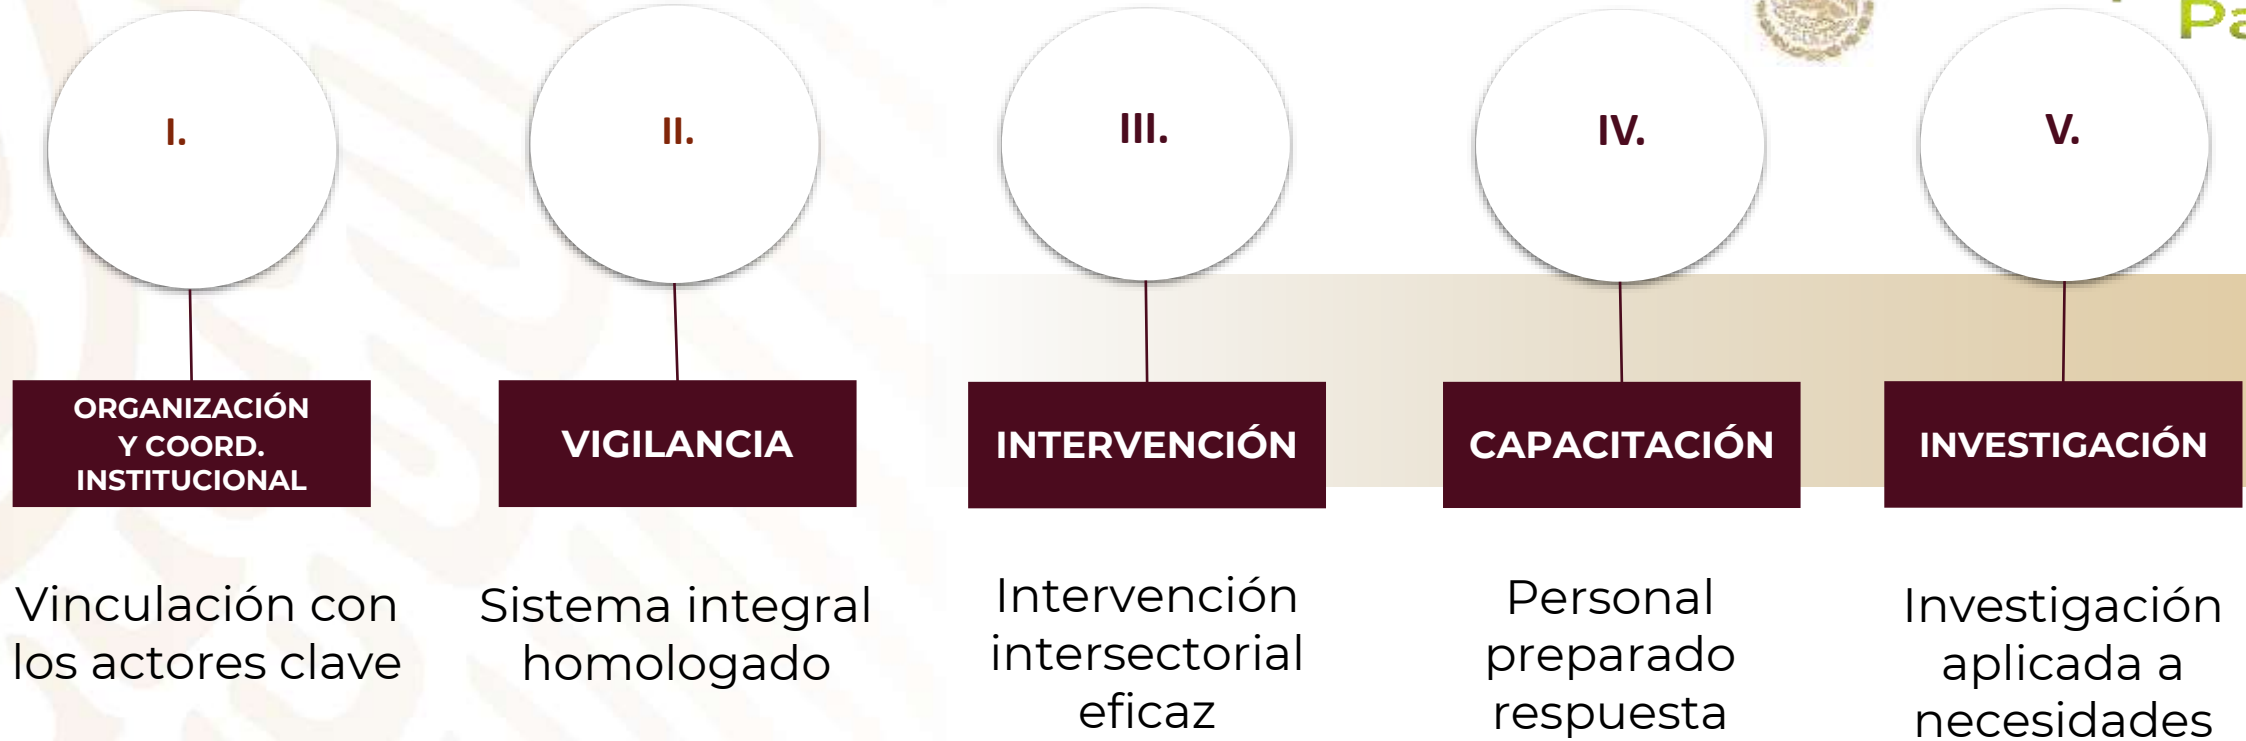 I.
ORGANIZACIÓN
Y COORD.
INSTITUCIONAL
Vinculación con
los actores clave
II.
VIGILANCIA
Sistema integral
homologado
III.
INTERVENCIÓN
Intervención
intersectorial
eficaz
IV.
CAPACITACIÓN
Personal
preparado
respuesta
V.
INVESTIGACIÓN
Investigación
aplicada a
necesidades